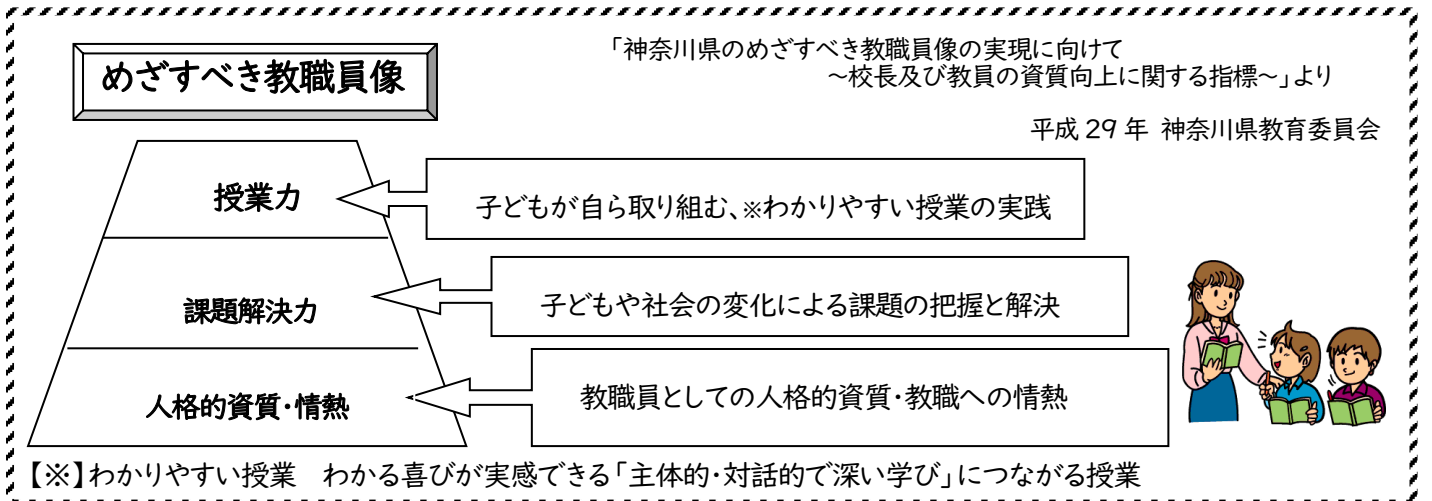 めざすべき教職員像
「神奈川県のめざすべき教職員像の実現に向けて
~校長及び教員の資質向上に関する指標~」より
平成 29 年 神奈川県教育委員会
授業力
子どもが自ら取り組む、※わかりやすい授業の実践
課題解決力
子どもや社会の変化による課題の把握と解決
人格的資質・情熱
教職員としての人格的資質・教職への情熱
【※】わかりやすい授業 わかる喜びが実感できる「主体的・対話的で深い学び」につながる授業